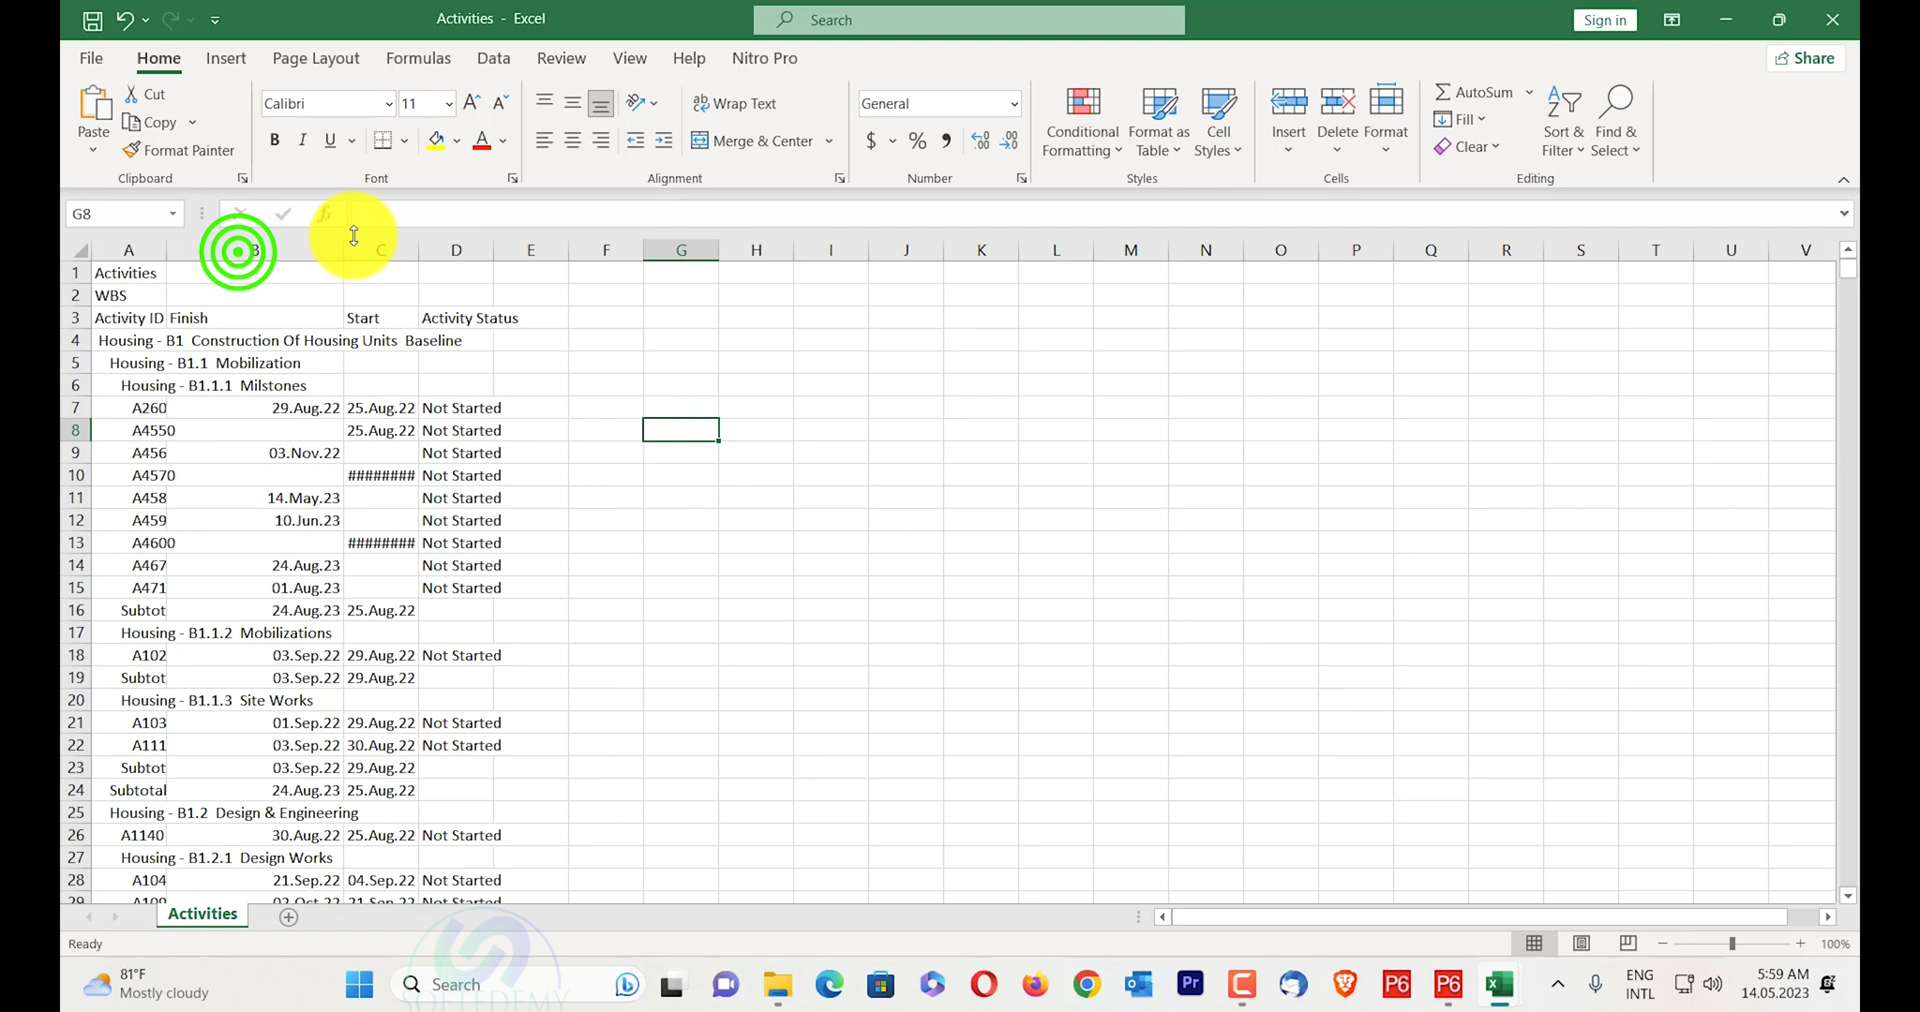 Activities - Excel
Search
Sign in
File Home Insert Page Layout Formulas Data Review View Help Nitro Pro
Share
Paste
Cut
Copy
Format Painter
Clipboard
Calibri 11
B I U
Font
Wrap Text
Merge & Center
Alignment
General
$ % ,
Number
Conditional Formatting
Format as Table
Cell Styles
Styles
Insert Delete Format
Cells
AutoSum
Fill
Clear
Sort & Filter
Find & Select
Editing
G8
fx
A B C D E F G H I J K L M N O P Q R S T U V
1 Activities
2 WBS
3 Activity ID Finish Start Activity Status
4 Housing - B1 Construction Of Housing Units Baseline
5 Housing - B1.1 Mobilization
6 Housing - B1.1.1 Milstones
7 A260 29.Aug.22 25.Aug.22 Not Started
8 A4550 25.Aug.22 Not Started
9 A456 03.Nov.22 Not Started
10 A4570 ######## Not Started
11 A458 14.May.23 Not Started
12 A459 10.Jun.23 Not Started
13 A4600 ######## Not Started
14 A467 24.Aug.23 Not Started
15 A471 01.Aug.23 Not Started
16 Subtot 24.Aug.23 25.Aug.22
17 Housing - B1.1.2 Mobilizations
18 A102 03.Sep.22 29.Aug.22 Not Started
19 Subtot 03.Sep.22 29.Aug.22
20 Housing - B1.1.3 Site Works
21 A103 01.Sep.22 29.Aug.22 Not Started
22 A111 03.Sep.22 30.Aug.22 Not Started
23 Subtot 03.Sep.22 29.Aug.22
24 Subtotal 24.Aug.23 25.Aug.22
25 Housing - B1.2 Design & Engineering
26 A1140 30.Aug.22 25.Aug.22 Not Started
27 Housing - B1.2.1 Design Works
28 A104 21.Sep.22 04.Sep.22 Not Started
29 A109 02.Oct.22 21.Sep.22 Not Started
Activities
Ready
100%
81°F
Mostly cloudy
Search
SOFTEDEMY
Pr
P6
P6
ENG
INTL
5:59 AM
14.05.2023